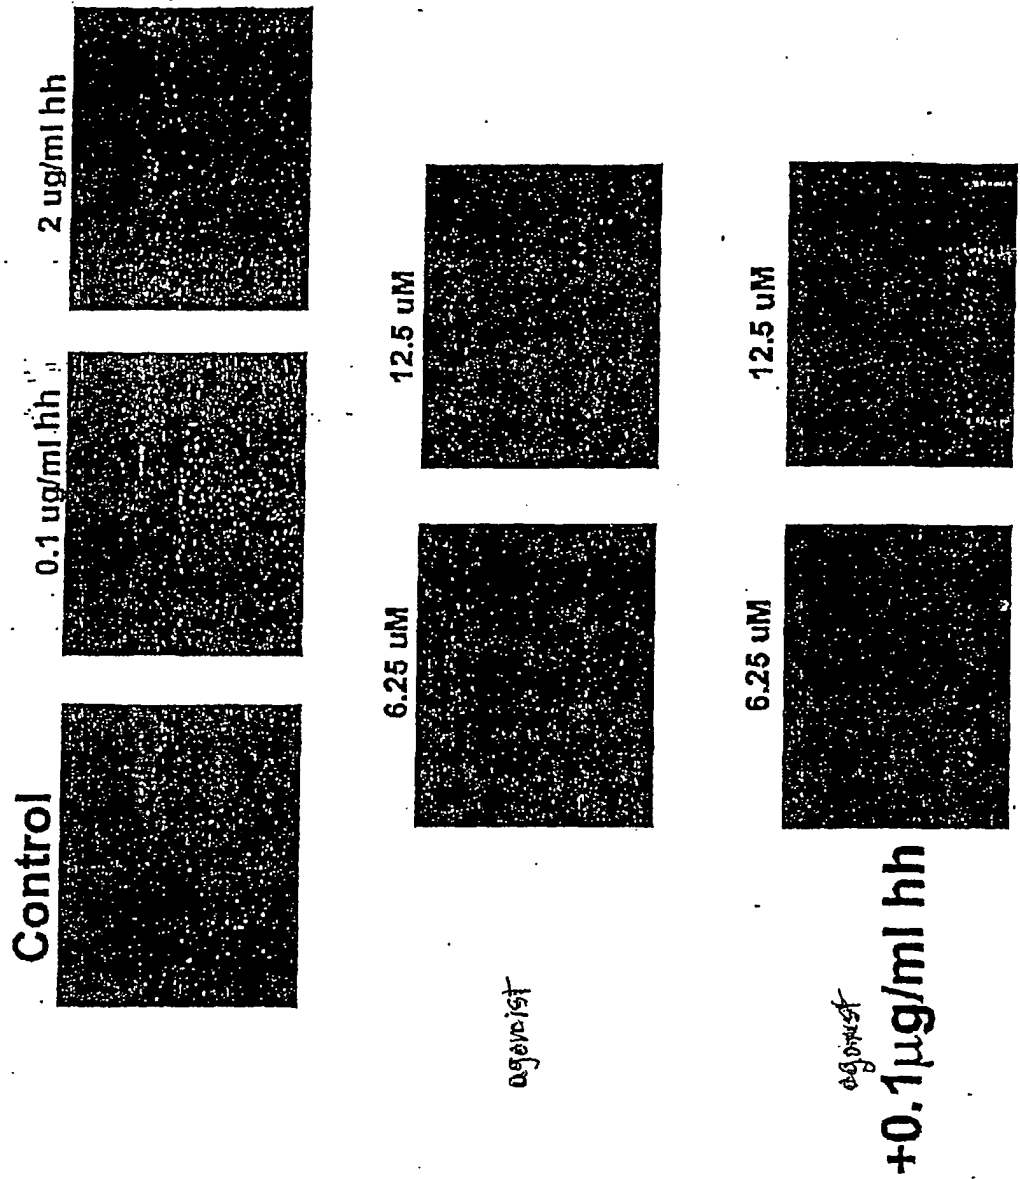 Control
0.1 ug/ml hh
2 ug/ml hh
agonist
6.25 uM
12.5 uM
agonist
+0.1µg/ml hh
6.25 uM
12.5 uM